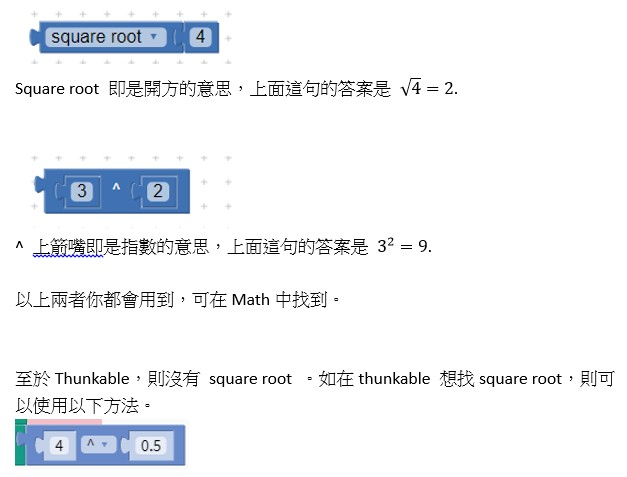 square root ▼ 4
Square root 即是開方的意思，上面這句的答案是 √4 = 2.
3 ^ 2
^ 上箭嘴即是指數的意思，上面這句的答案是 3² = 9.
以上兩者你都會用到，可在 Math 中找到。
至於 Thunkable，則沒有 square root 。如在 thunkable 想找 square root，則可
以使用以下方法。
4 ^ ▼ 0.5